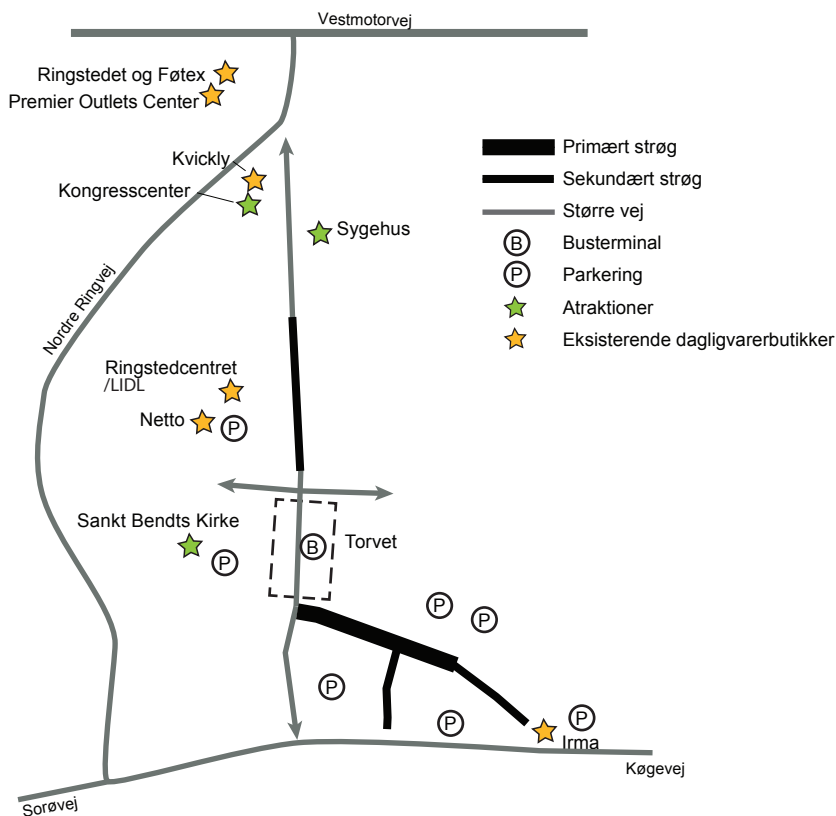 Vestmotorvej
Ringstedet og Føtex
Premier Outlets Center
Kvickly
Kongresscenter
Sygehus
Nordre Ringvej
Primært strøg
Sekundært strøg
Større vej
B Busterminal
P Parkering
Atraktioner
Eksisterende dagligvarerbutikker
Ringstedcentret
/LIDL
Netto
P
Sankt Bendts Kirke
P
B
Torvet
P
P
P
P
P
Irma
Køgevej
Sorøvej